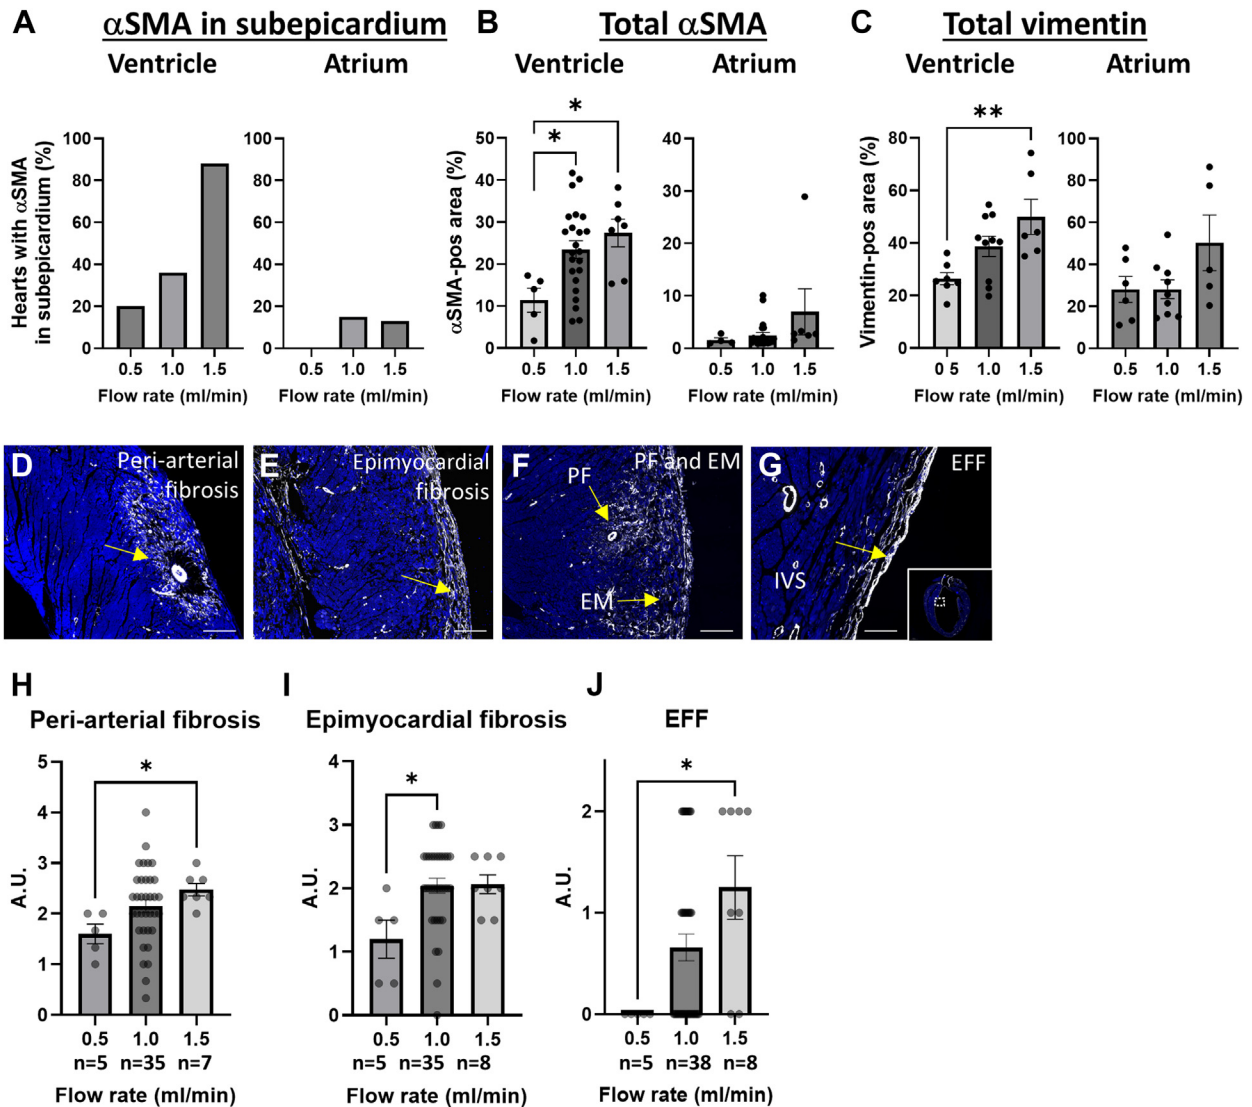 A αSMA in subepicardium
Ventricle Atrium
Hearts with αSMA
in subepicardium (%)
100
80
60
40
20
0
0.5 1.0 1.5
Flow rate (ml/min)
100
80
60
40
20
0
0.5 1.0 1.5
Flow rate (ml/min)
B Total αSMA
Ventricle Atrium
αSMA-pos area (%)
50
40
30
20
10
0
* *
0.5 1.0 1.5
Flow rate (ml/min)
40
30
20
10
0
0.5 1.0 1.5
Flow rate (ml/min)
C Total vimentin
Ventricle Atrium
Vimentin-pos area (%)
80
60
40
20
0
**
0.5 1.0 1.5
Flow rate (ml/min)
100
80
60
40
20
0
0.5 1.0 1.5
Flow rate (ml/min)
D Peri-arterial
fibrosis
E Epimyocardial
fibrosis
F PF and EM
PF
EM
G EFF
IVS
H
Peri-arterial fibrosis
A.U.
5
4
3
2
1
0
*
0.5 1.0 1.5
n=5 n=35 n=7
Flow rate (ml/min)
I
Epimyocardial fibrosis
A.U.
4
3
2
1
0
*
0.5 1.0 1.5
n=5 n=35 n=8
Flow rate (ml/min)
J
EFF
A.U.
2
1
0
*
0.5 1.0 1.5
n=5 n=38 n=8
Flow rate (ml/min)